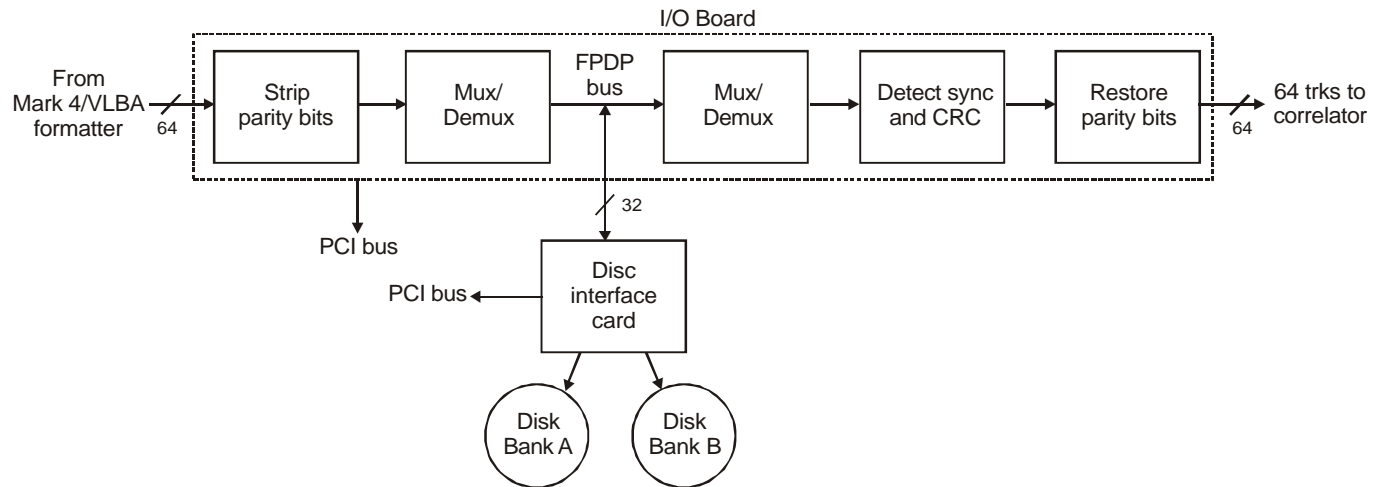 I/O Board
From
Mark 4/VLBA
formatter
64
Strip
parity bits
Mux/
Demux
FPDP
bus
Mux/
Demux
Detect sync
and CRC
Restore
parity bits
64
64 trks to
correlator
32
PCI bus
PCI bus
Disc
interface
card
Disk
Bank A
Disk
Bank B